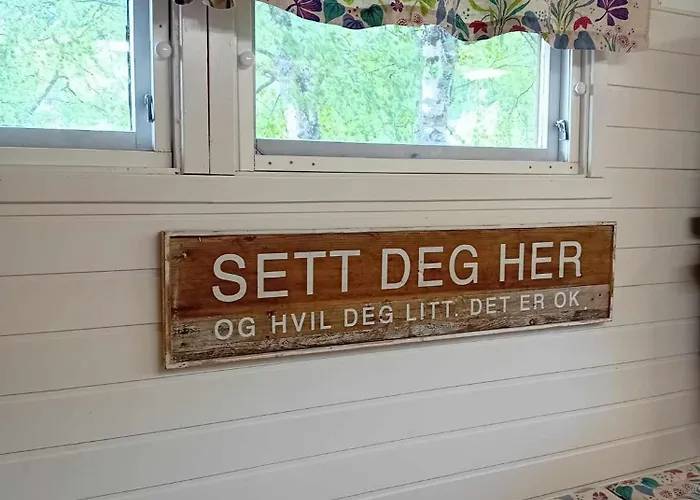 SETT DEG HER
OG HVIL DEG LITT. DET ER OK.